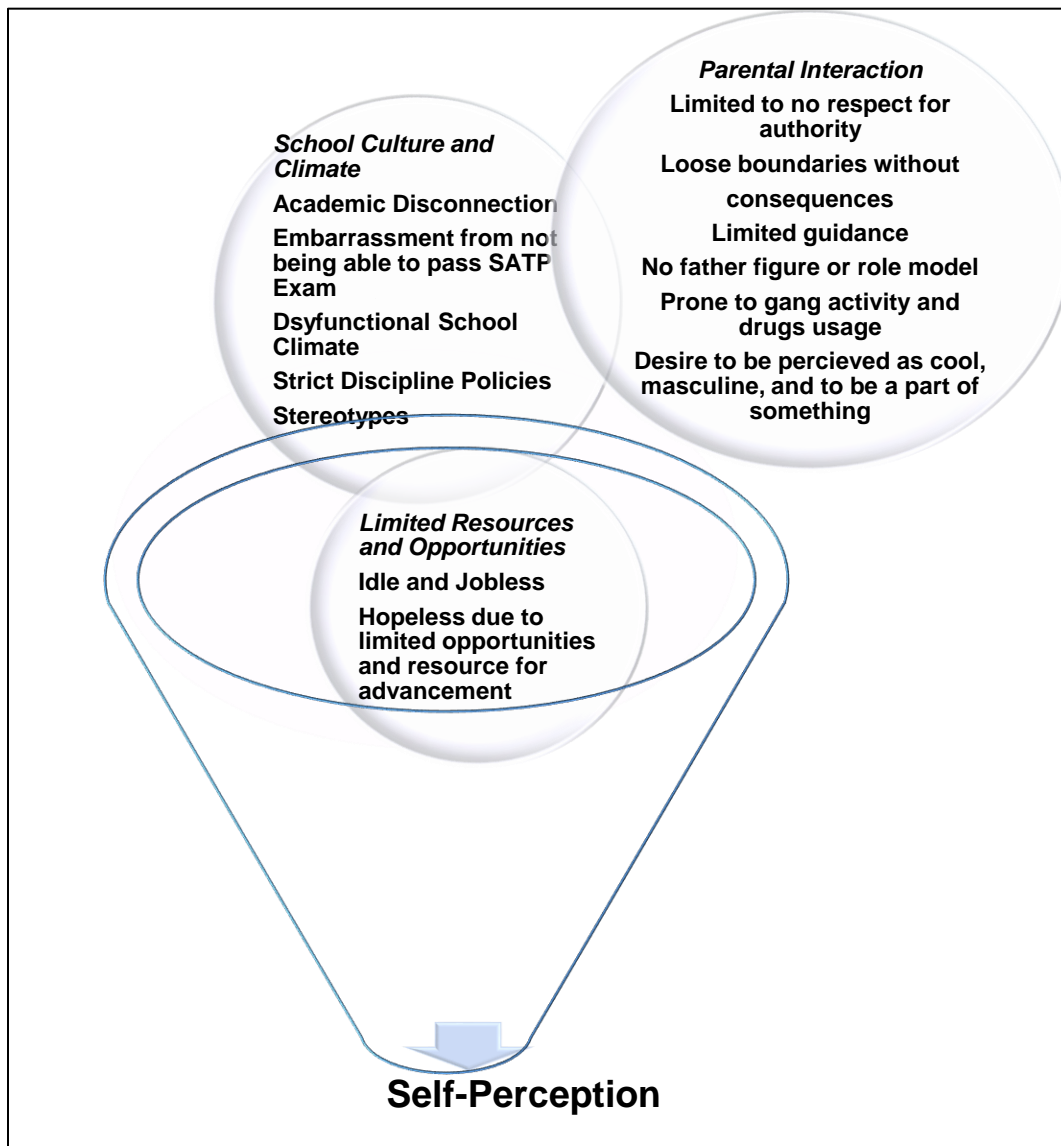 Parental Interaction
Limited to no respect for
authority
Loose boundaries without
consequences
Limited guidance
No father figure or role model
Prone to gang activity and
drugs usage
Desire to be percieved as cool,
masculine, and to be a part of
something
School Culture and
Climate
Academic Disconnection
Embarrassment from not
being able to pass SATP
Exam
Dsyfunctional School
Climate
Strict Discipline Policies
Stereotypes
Limited Resources
and Opportunities
Idle and Jobless
Hopeless due to
limited opportunities
and resource for
advancement
Self-Perception